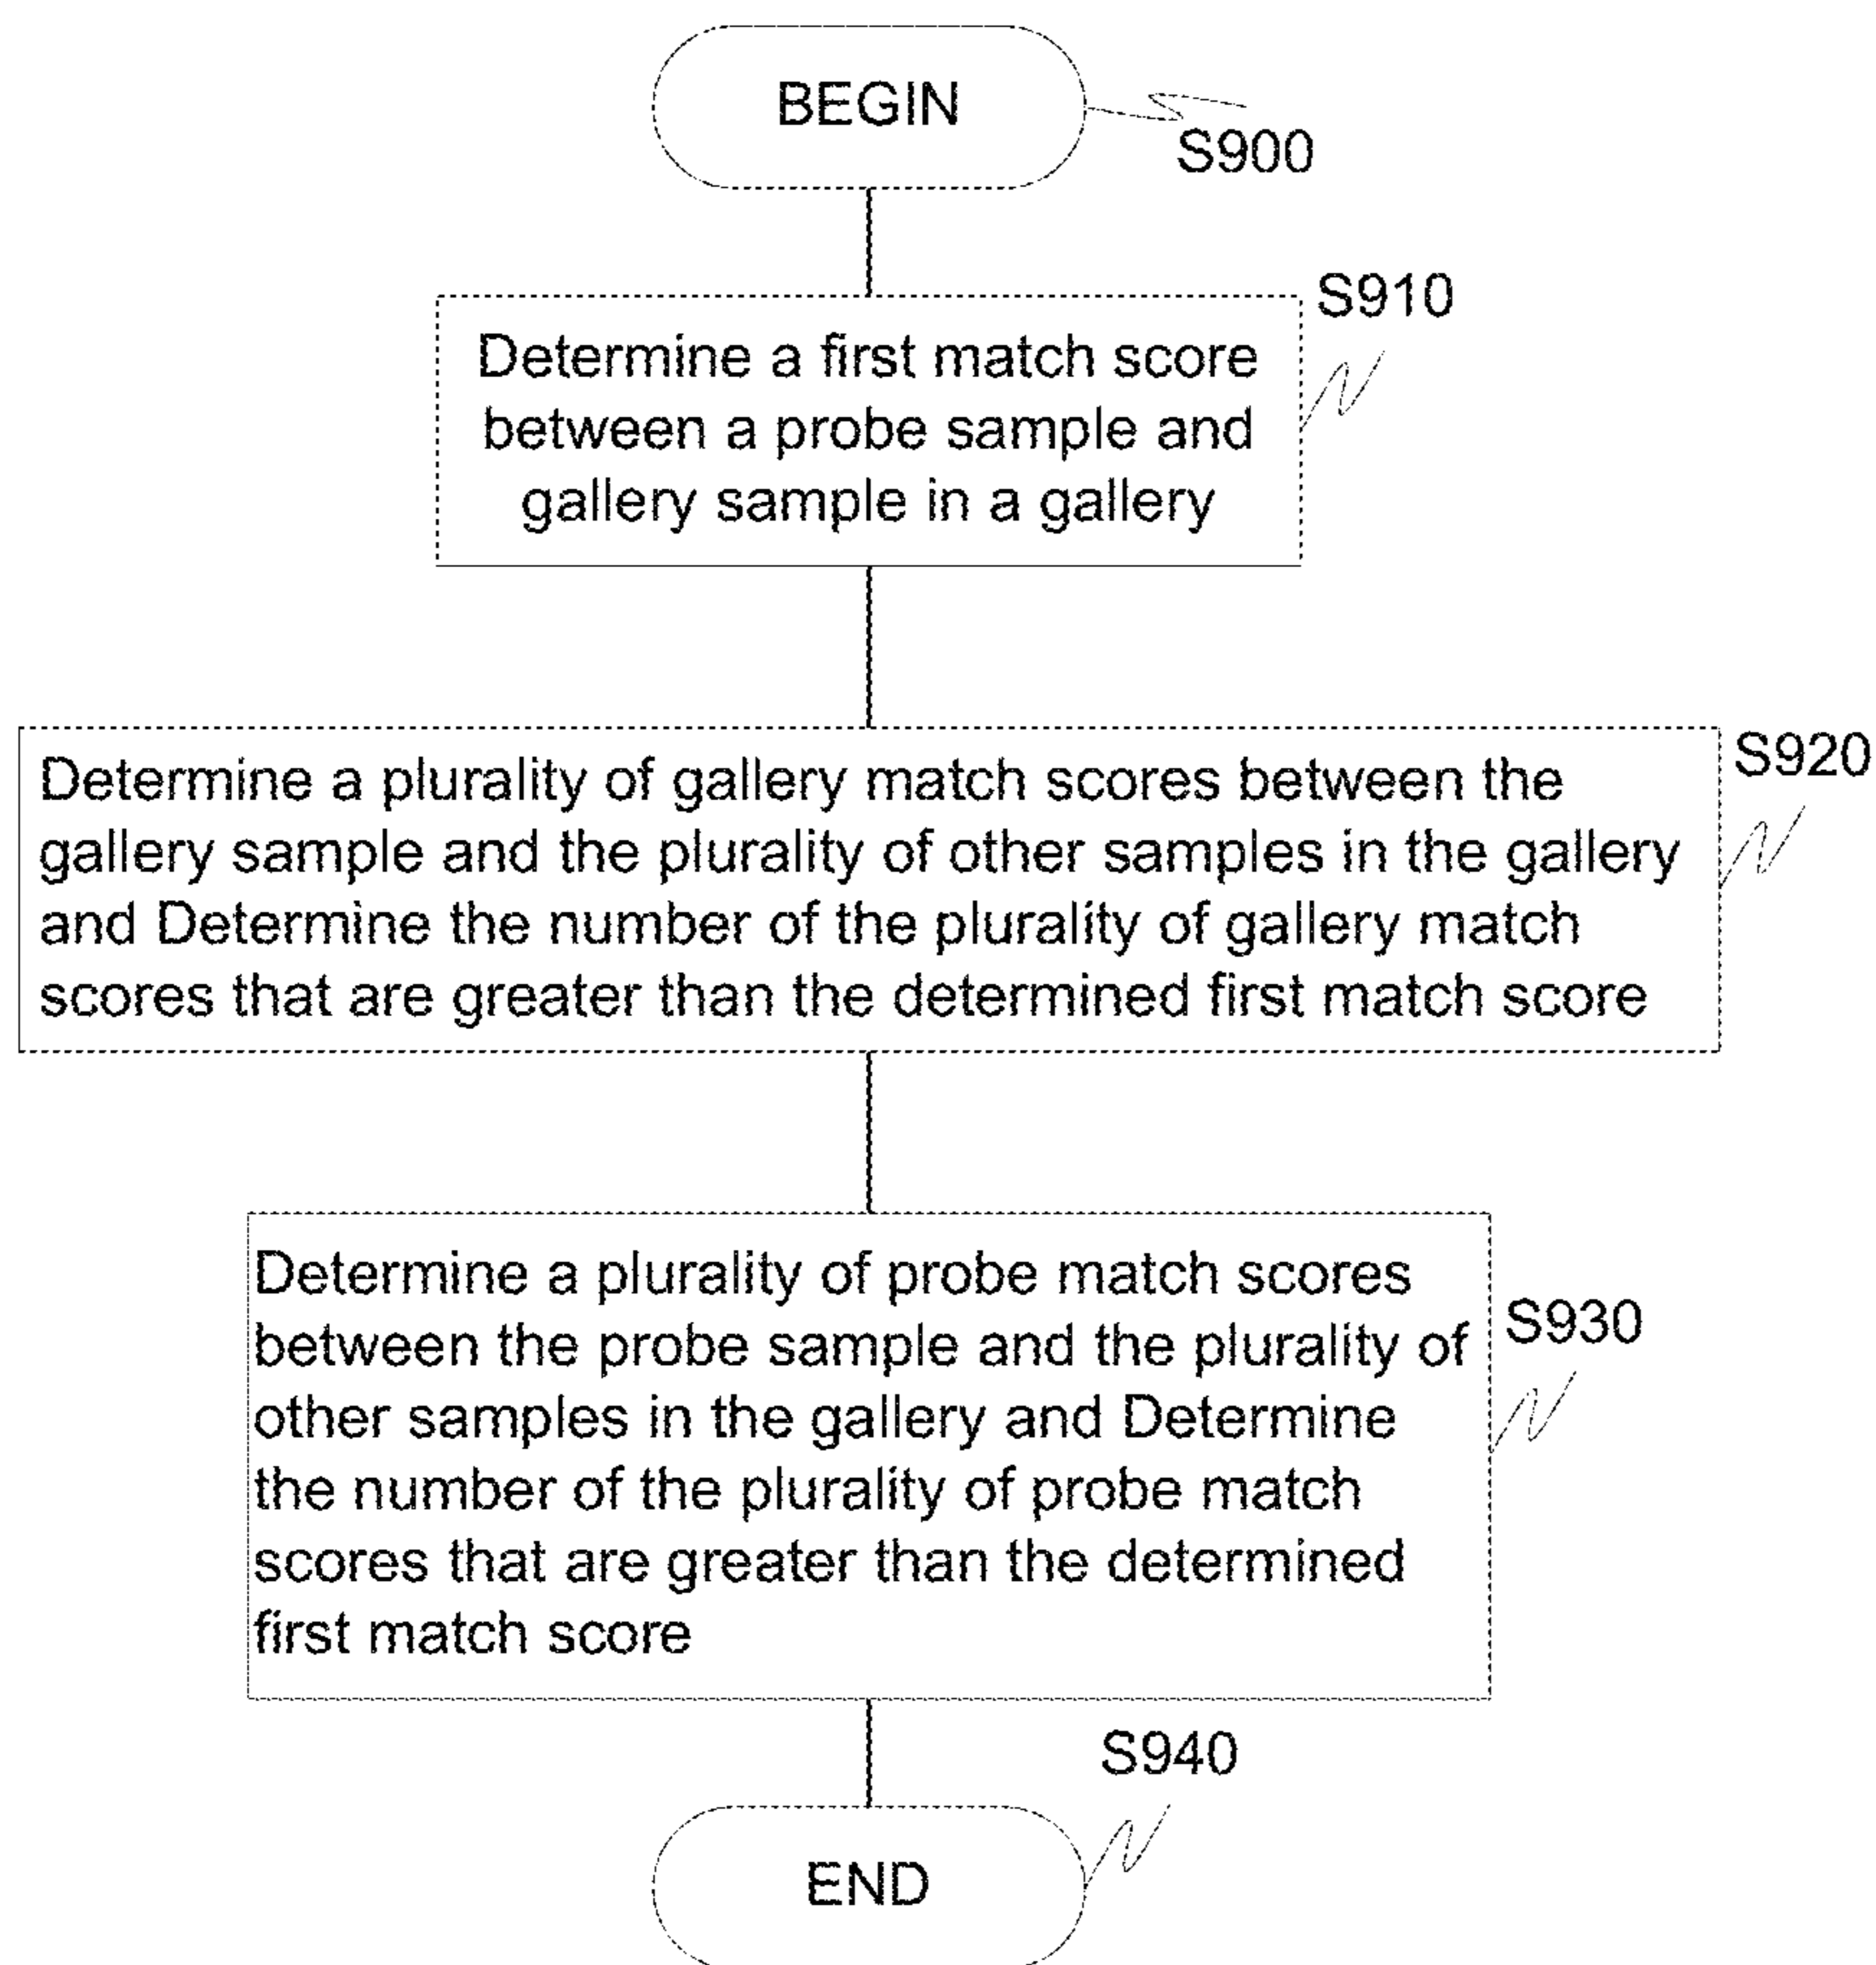 BEGIN
S900
S910
Determine a first match score
between a probe sample and
gallery sample in a gallery
S920
Determine a plurality of gallery match scores between the
gallery sample and the plurality of other samples in the gallery
and Determine the number of the plurality of gallery match
scores that are greater than the determined first match score
Determine a plurality of probe match scores
between the probe sample and the plurality of
other samples in the gallery and Determine
the number of the plurality of probe match
scores that are greater than the determined
first match score
S930
S940
END